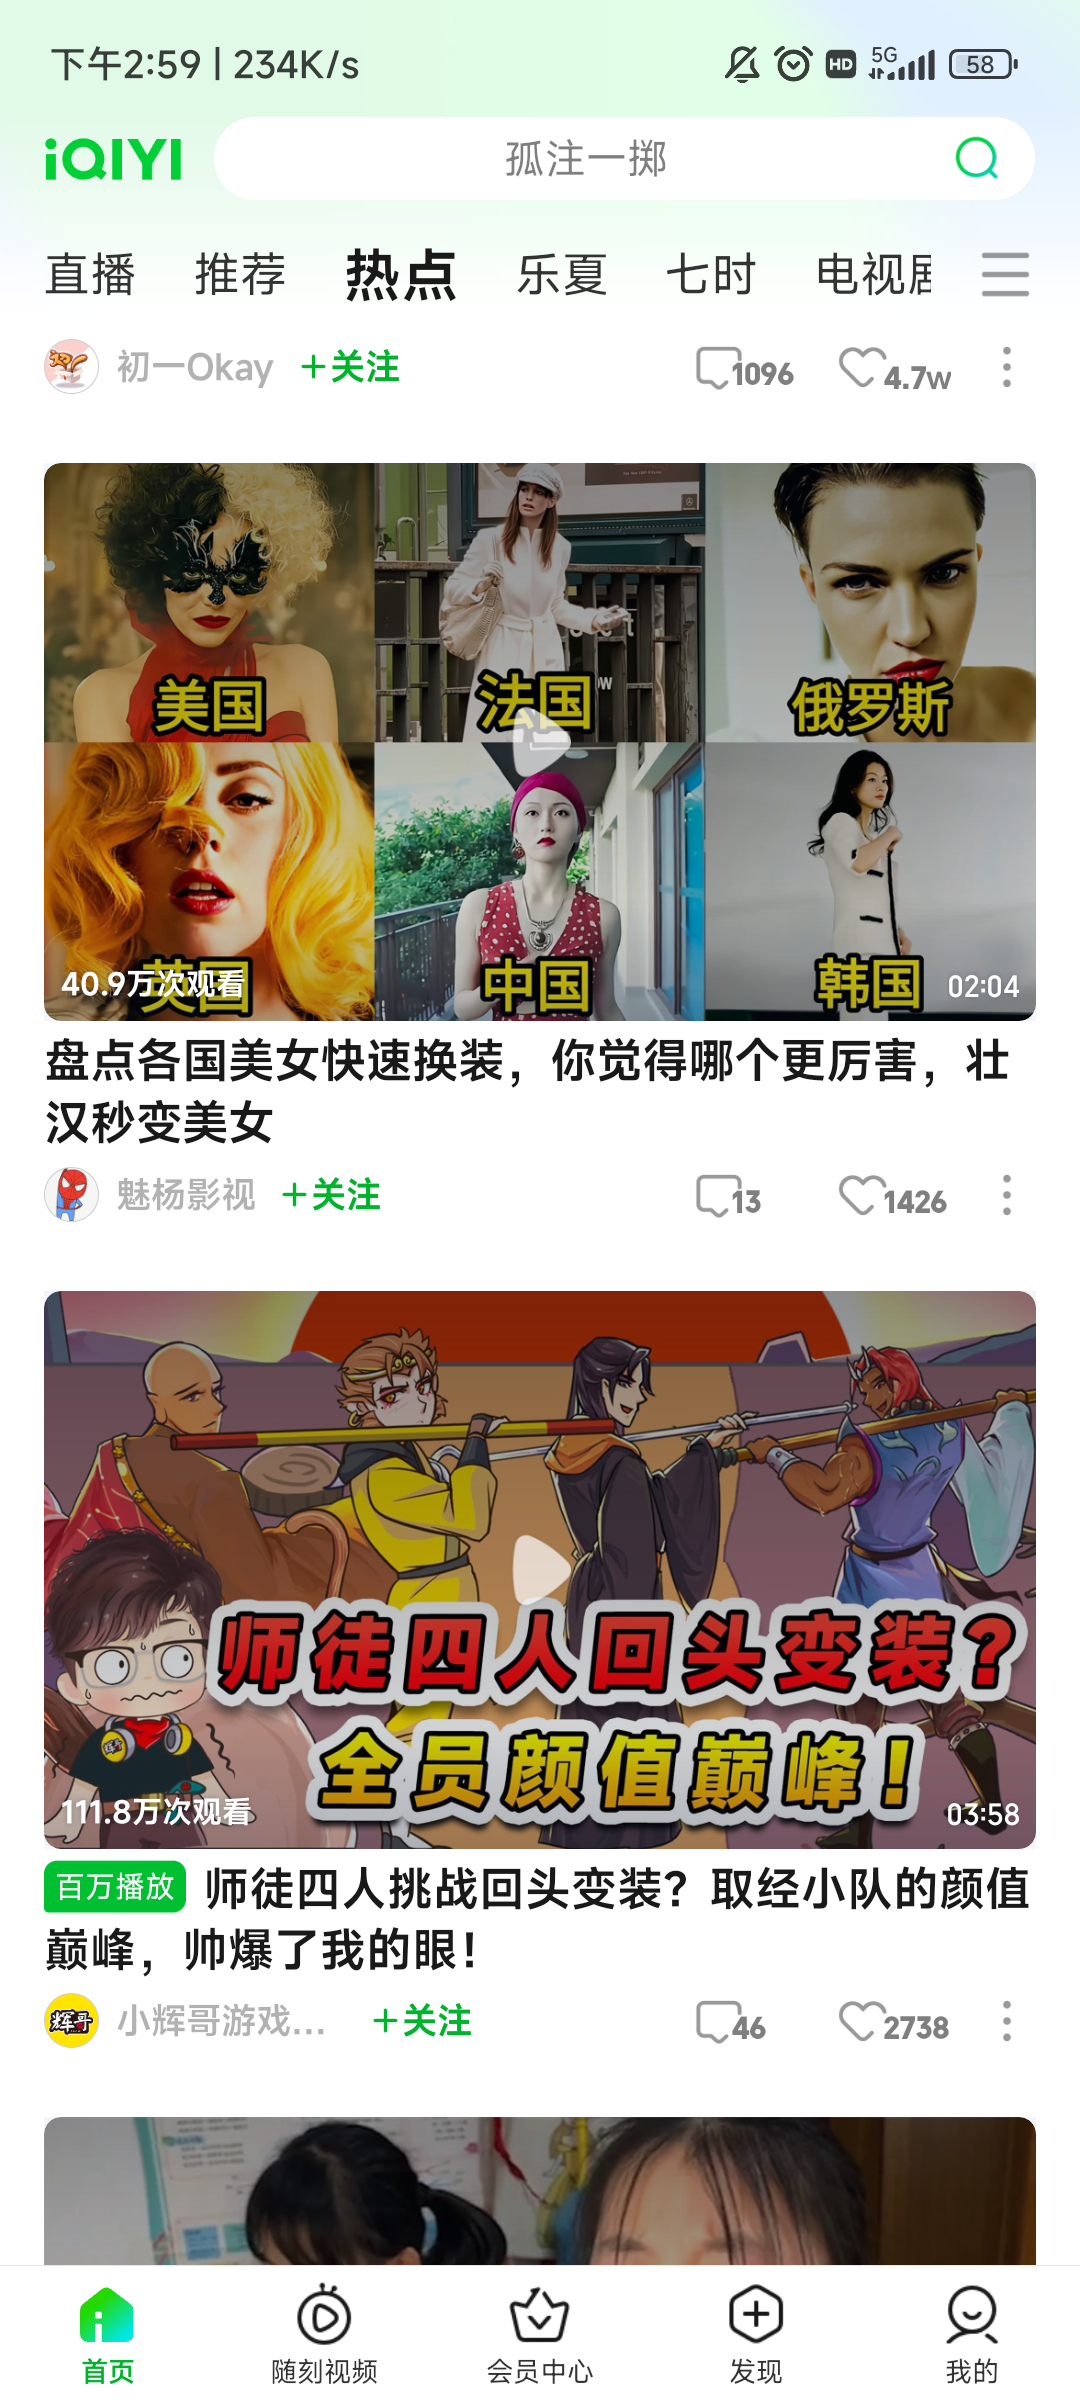 下午2:59 | 234K/s
HD 5G 58
iQIYI 孤注一掷
直播 推荐 热点 乐夏 七时 电视剧
初一Okay +关注 1096 4.7w
美国 法国 俄罗斯
英国 中国 韩国
40.9万次观看 02:04
盘点各国美女快速换装，你觉得哪个更厉害，壮
汉秒变美女
魅杨影视 +关注 13 1426
师徒四人回头变装？
全员颜值巅峰！
111.8万次观看 03:58
百万播放 师徒四人挑战回头变装？取经小队的颜值
巅峰，帅爆了我的眼！
辉哥 小辉哥游戏... +关注 46 2738
首页 随刻视频 会员中心 发现 我的